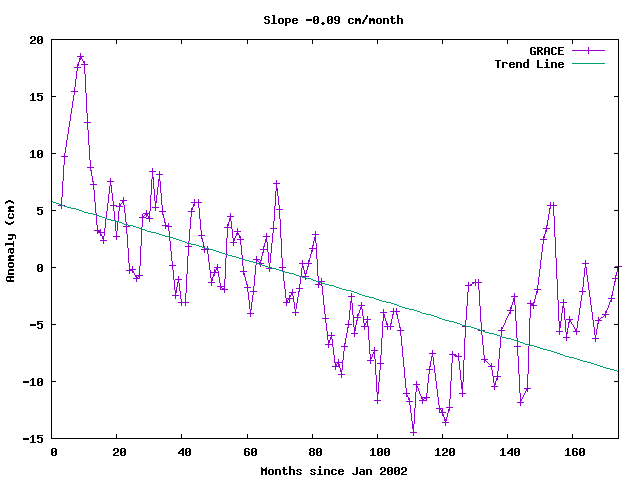 Slope -0.09 cm/month
GRACE
Trend Line
20
15
10
5
0
-5
-10
-15
Anomaly (cm)
0 20 40 60 80 100 120 140 160
Months since Jan 2002